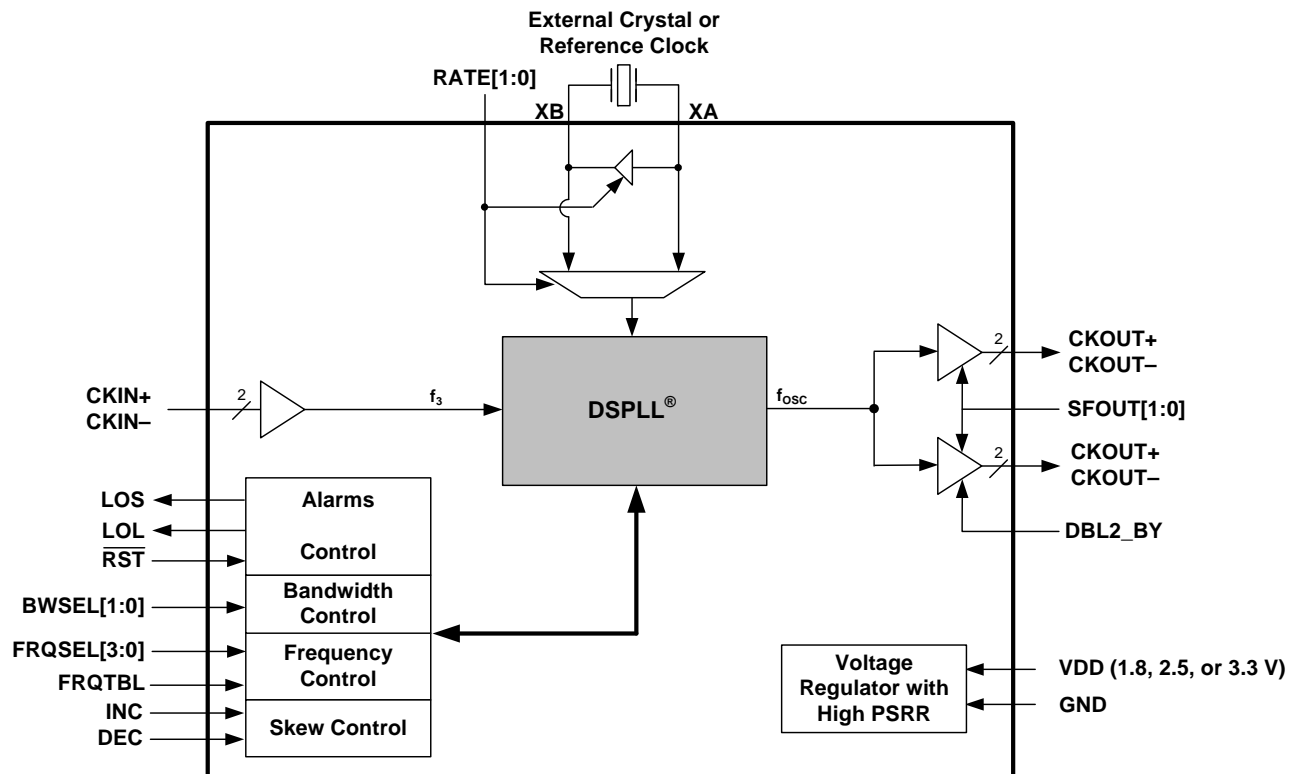 External Crystal or
Reference Clock
RATE[1:0]
XB
XA
CKIN+
CKIN–
2
f3
DSPLL®
fOSC
2
CKOUT+
CKOUT–
SFOUT[1:0]
2
CKOUT+
CKOUT–
DBL2_BY
LOS
LOL
RST
BWSEL[1:0]
FRQSEL[3:0]
FRQTBL
INC
DEC
Alarms
Control
Bandwidth
Control
Frequency
Control
Skew Control
Voltage
Regulator with
High PSRR
VDD (1.8, 2.5, or 3.3 V)
GND